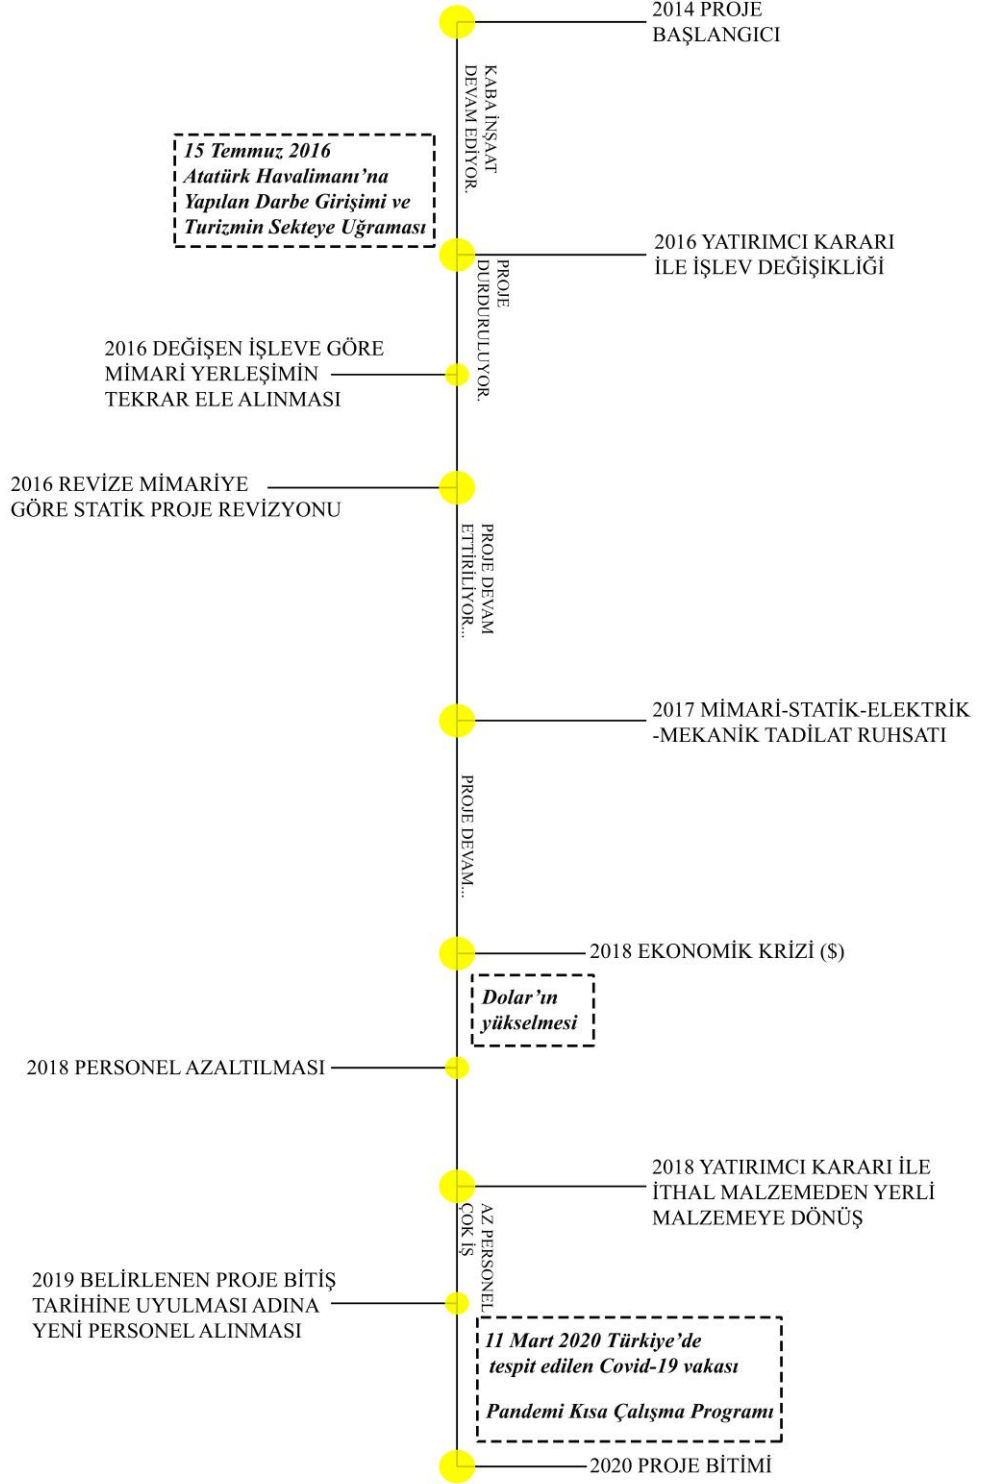 2014 PROJE
BAŞLANGICI
KABA İNŞAAT
DEVAM EDİYOR.
15 Temmuz 2016
Atatürk Havalimanı’na
Yapılan Darbe Girişimi ve
Turizmin Sekteye Uğraması
2016 YATIRIMCI KARARI
İLE İŞLEV DEĞİŞİKLİĞİ
PROJE
DURDURULUYOR.
2016 DEĞİŞEN İŞLEVE GÖRE
MİMARİ YERLEŞİMİN
TEKRAR ELE ALINMASI
2016 REVİZE MİMARİYE
GÖRE STATİK PROJE REVİZYONU
PROJE DEVAM
ETTİRİLİYOR...
2017 MİMARİ-STATİK-ELEKTRİK
-MEKANİK TADİLAT RUHSATI
PROJE DEVAM...
2018 EKONOMİK KRİZİ ($)
Dolar’ın
yükselmesi
2018 PERSONEL AZALTILMASI
2018 YATIRIMCI KARARI İLE
İTHAL MALZEMEDEN YERLİ
MALZEMEYE DÖNÜŞ
AZ PERSONEL
ÇOK İŞ
2019 BELİRLENEN PROJE BİTİŞ
TARİHİNE UYULMASI ADINA
YENİ PERSONEL ALINMASI
11 Mart 2020 Türkiye’de
tespit edilen Covid-19 vakası
Pandemi Kısa Çalışma Programı
2020 PROJE BİTİMİ